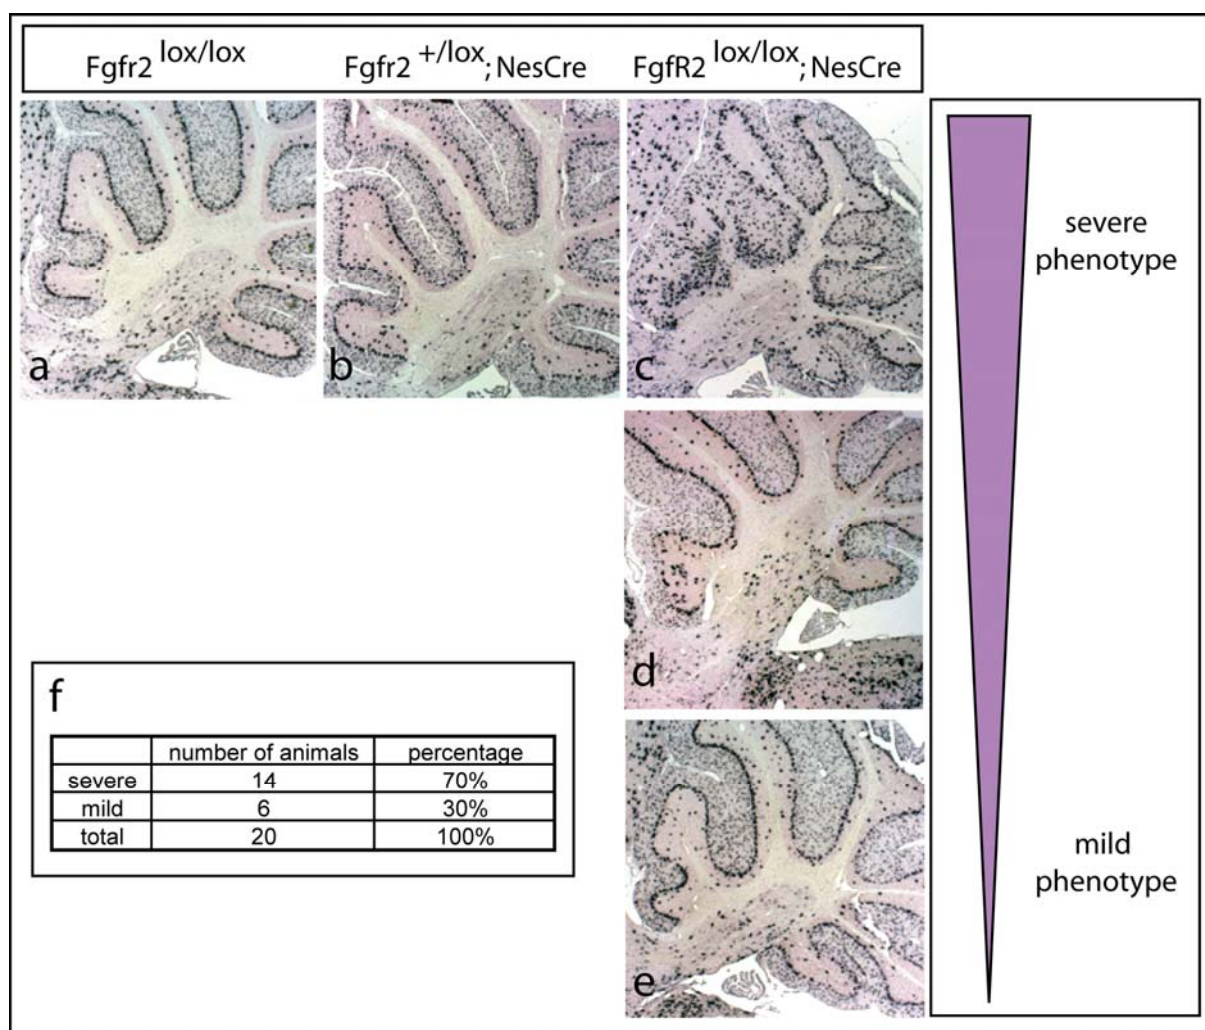 Fgfr2 lox/lox
Fgfr2 +/lox; NesCre
FgfR2 lox/lox; NesCre
a
b
c
severe
phenotype
d
f
number of animals percentage
severe 14 70%
mild 6 30%
total 20 100%
mild
phenotype
e